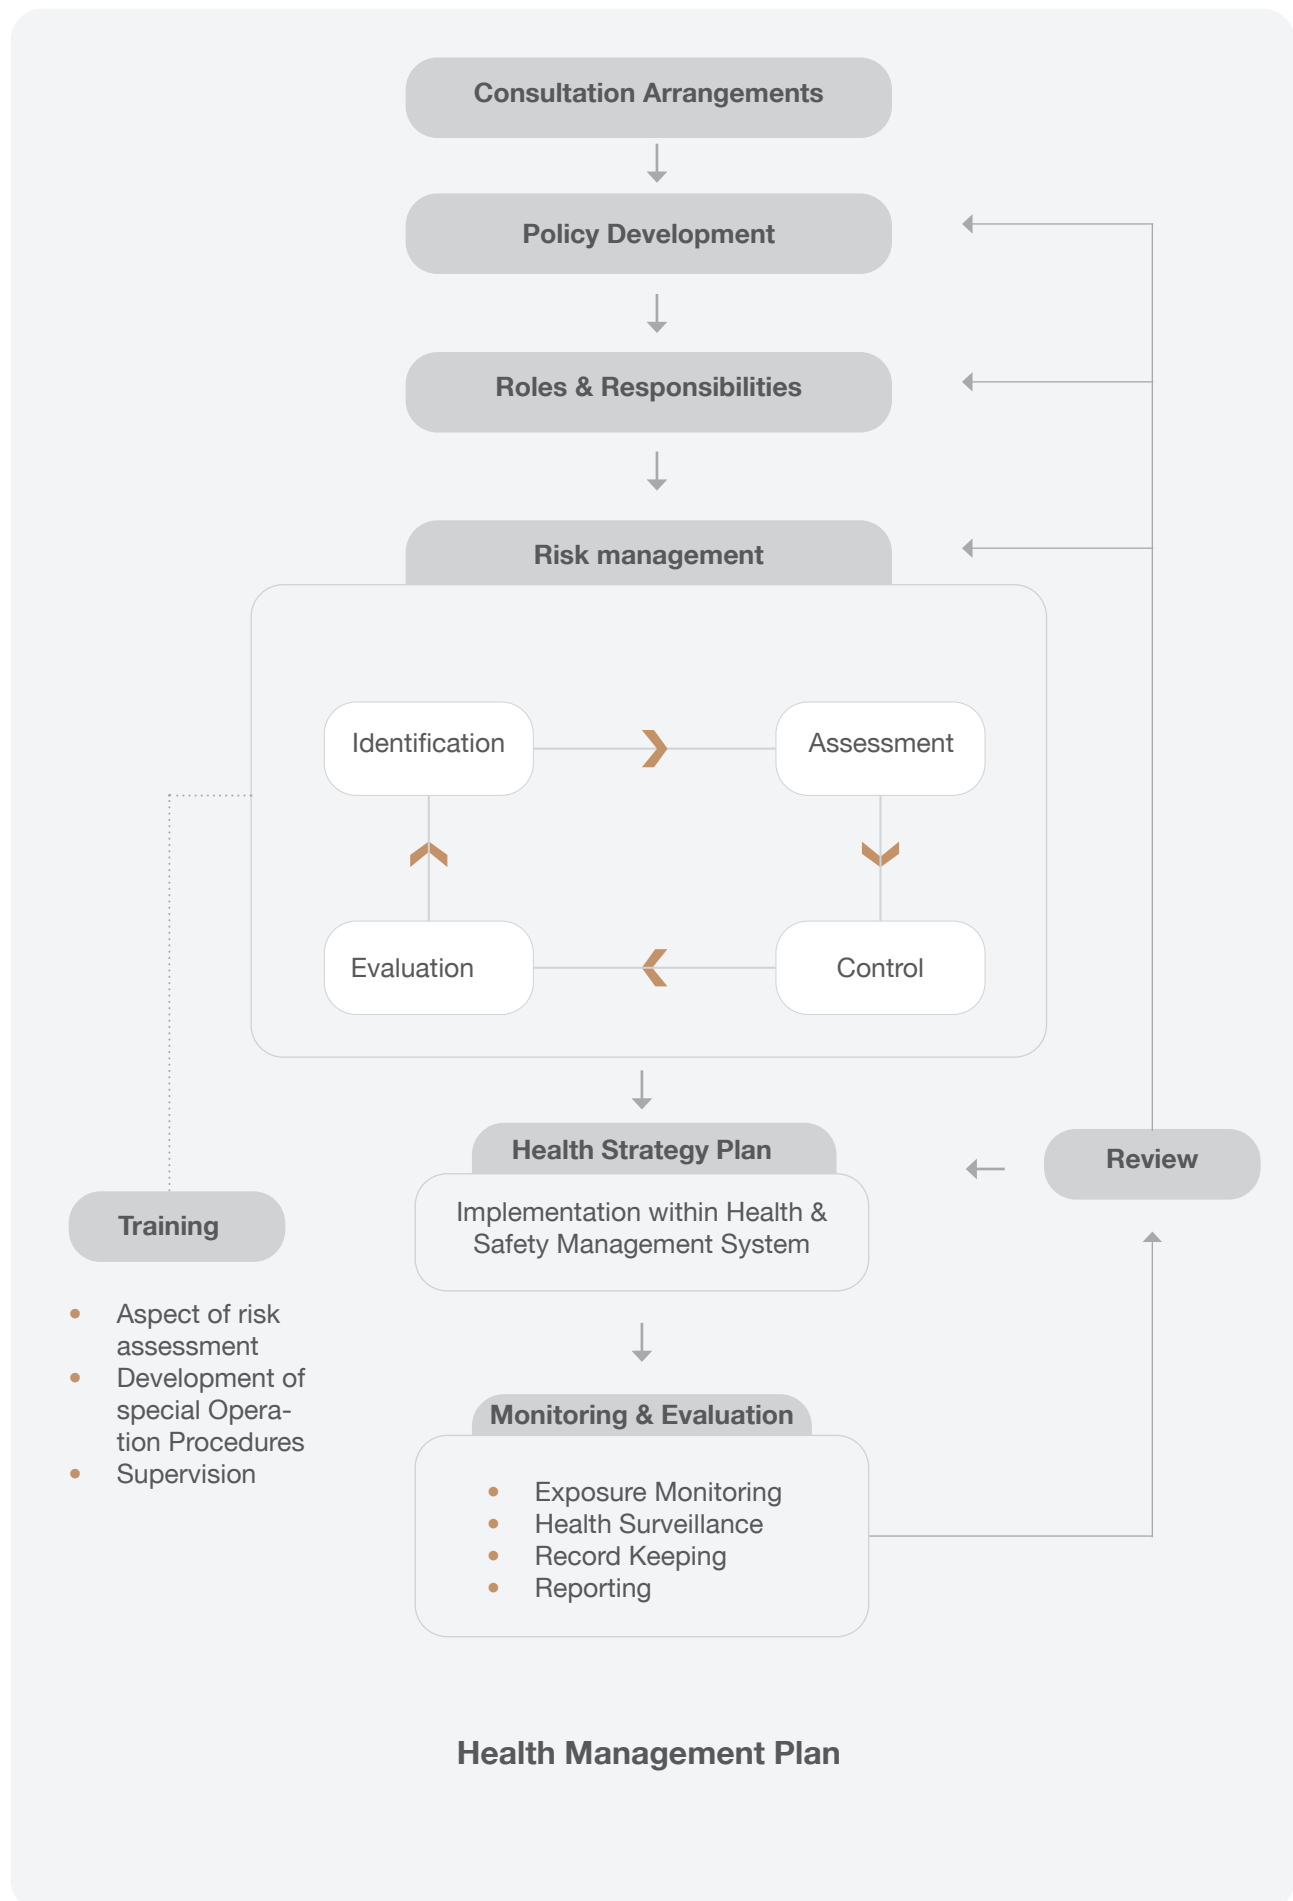 Consultation Arrangements
Policy Development
Roles & Responsibilities
Risk management
Identification
Assessment
Evaluation
Control
Health Strategy Plan
Implementation within Health &
Safety Management System
Review
Training
• Aspect of risk
assessment
• Development of
special Opera-
tion Procedures
• Supervision
Monitoring & Evaluation
• Exposure Monitoring
• Health Surveillance
• Record Keeping
• Reporting
Health Management Plan